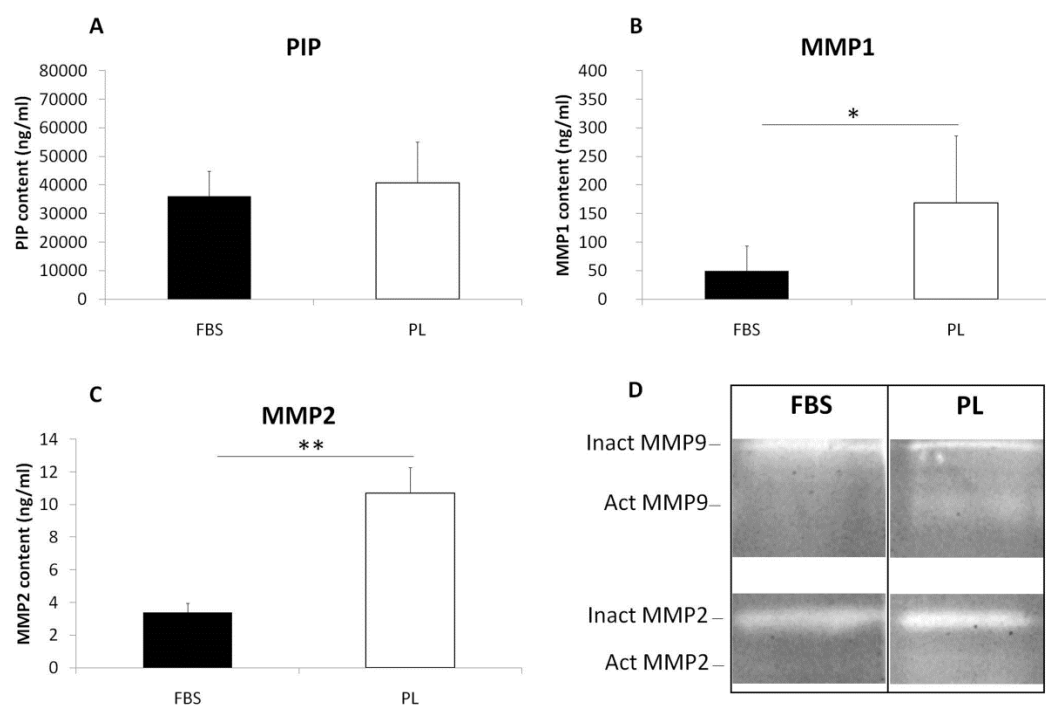 A
PIP
PIP content (ng/ml)
80000
70000
60000
50000
40000
30000
20000
10000
0
FBS
PL
B
MMP1
MMP1 content (ng/ml)
400
350
300
250
200
150
100
50
0
*
FBS
PL
C
MMP2
MMP2 content (ng/ml)
14
12
10
8
6
4
2
0
**
FBS
PL
D
FBS
PL
Inact MMP9
Act MMP9
Inact MMP2
Act MMP2